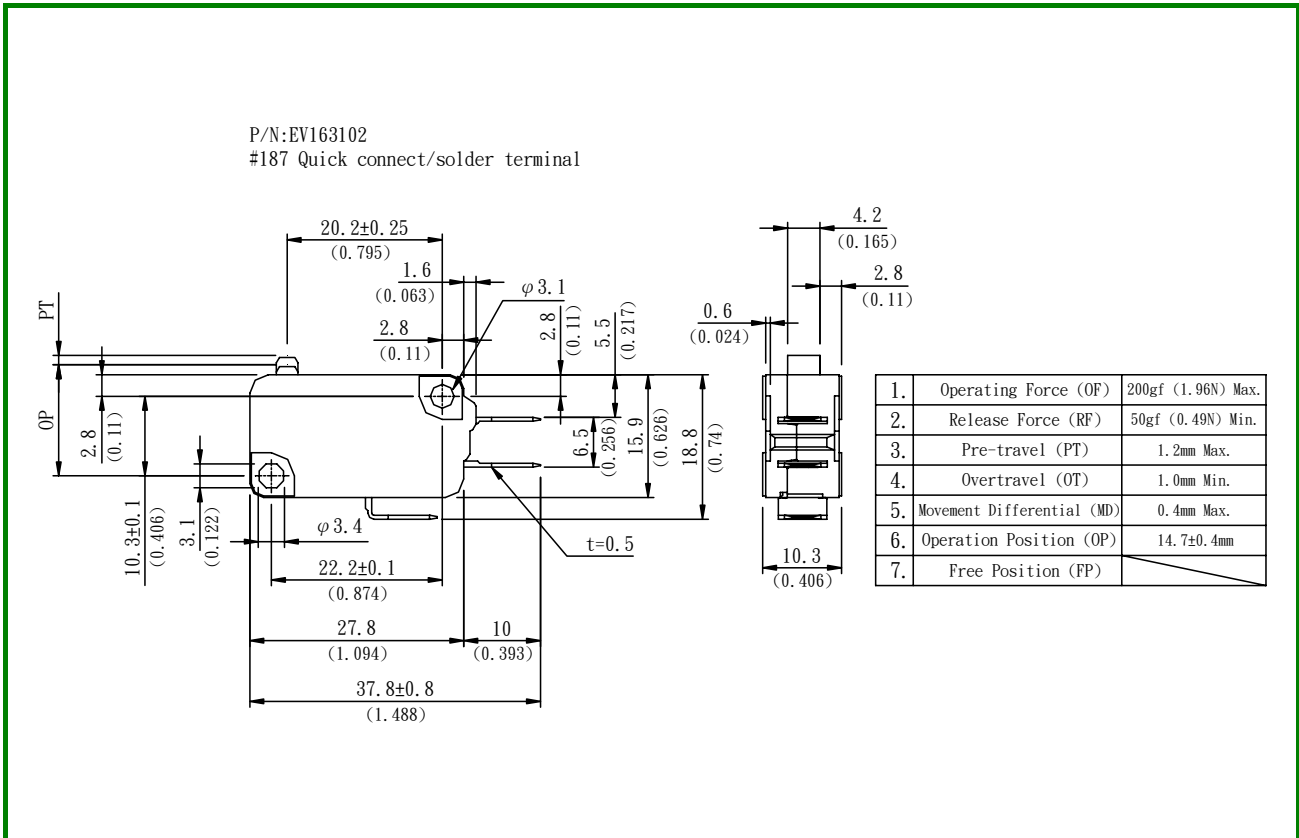 P/N:EV163102
#187 Quick connect/solder terminal
20.2±0.25
(0.795)
1.6
(0.063)
φ3.1
2.8
(0.11)
2.8
(0.11)
5.5
(0.217)
PT
OP
2.8
(0.11)
10.3±0.1
(0.406)
3.1
(0.122)
φ3.4
22.2±0.1
(0.874)
27.8
(1.094)
10
(0.393)
37.8±0.8
(1.488)
6.5
(0.256)
15.9
(0.626)
18.8
(0.74)
t=0.5
4.2
(0.165)
2.8
(0.11)
0.6
(0.024)
10.3
(0.406)
1. Operating Force (OF) 200gf (1.96N) Max.
2. Release Force (RF) 50gf (0.49N) Min.
3. Pre-travel (PT) 1.2mm Max.
4. Overtravel (OT) 1.0mm Min.
5. Movement Differential (MD) 0.4mm Max.
6. Operation Position (OP) 14.7±0.4mm
7. Free Position (FP)